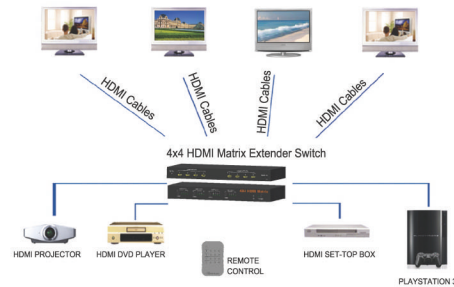 HDMI Cables
HDMI Cables
HDMI Cables
HDMI Cables
4x4 HDMI Matrix Extender Switch
HDMI PROJECTOR
HDMI DVD PLAYER
REMOTE
CONTROL
HDMI SET-TOP BOX
PLAYSTATION 3